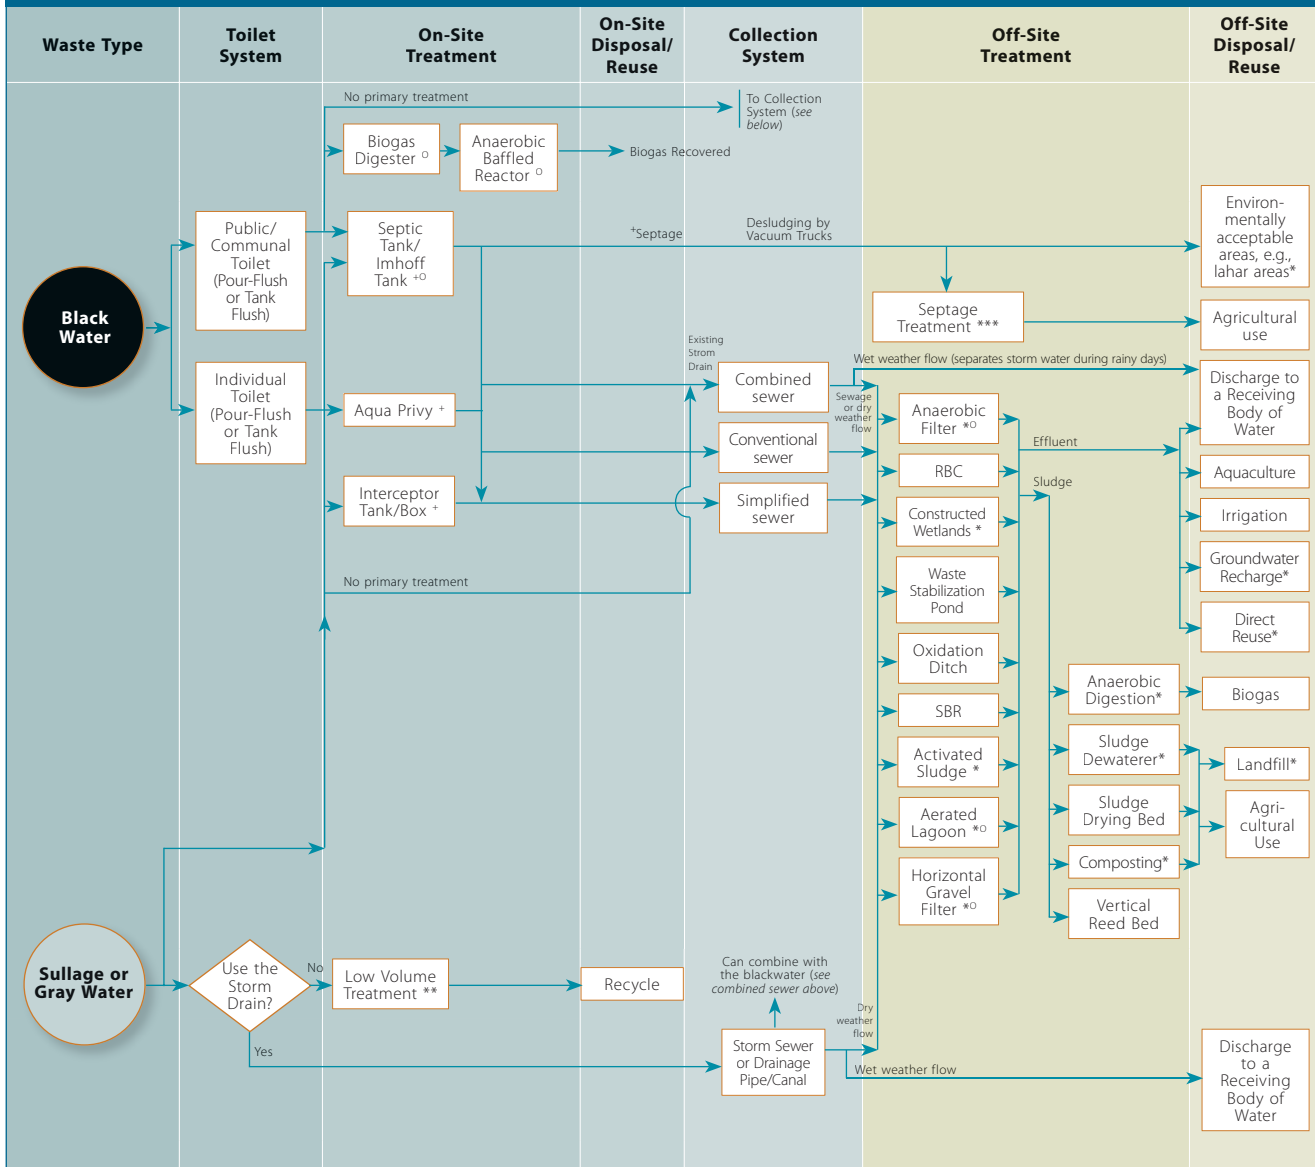 Waste Type
Toilet
System
On-Site
Treatment
On-Site
Disposal/
Reuse
Collection
System
Off-Site
Treatment
Off-Site
Disposal/
Reuse
No primary treatment
To Collection
System (see
below)
Biogas
Digester O
Anaerobic
Baffled
Reactor O
Biogas Recovered
Public/
Communal
Toilet
(Pour-Flush
or Tank
Flush)
Septic
Tank/
Imhoff
Tank +O
+Septage
Desludging by
Vacuum Trucks
Environ-
mentally
acceptable
areas, e.g.,
lahar areas*
Black
Water
Septage
Treatment ***
Agricultural
use
Existing
Strom
Drain
Wet weather flow (separates storm water during rainy days)
Individual
Toilet
(Pour-Flush
or Tank
Flush)
Aqua Privy +
Combined
sewer
Sewage
or dry
weather
flow
Discharge to
a Receiving
Body of
Water
Anaerobic
Filter *O
Effluent
Conventional
sewer
RBC
Aquaculture
Sludge
Interceptor
Tank/Box +
Simplified
sewer
Constructed
Wetlands *
Irrigation
Groundwater
Recharge*
No primary treatment
Waste
Stabilization
Pond
Direct
Reuse*
Oxidation
Ditch
Anaerobic
Digestion*
Biogas
SBR
Sludge
Dewaterer*
Landfill*
Activated
Sludge *
Sludge
Drying Bed
Agri-
cultural
Use
Aerated
Lagoon *O
Composting*
Horizontal
Gravel
Filter *O
Vertical
Reed Bed
Sullage or
Gray Water
Use the
Storm
Drain?
No
Low Volume
Treatment **
Recycle
Can combine with
the blackwater (see
combined sewer above)
Dry
weather
flow
Yes
Storm Sewer
or Drainage
Pipe/Canal
Wet weather flow
Discharge
to a
Receiving
Body of
Water